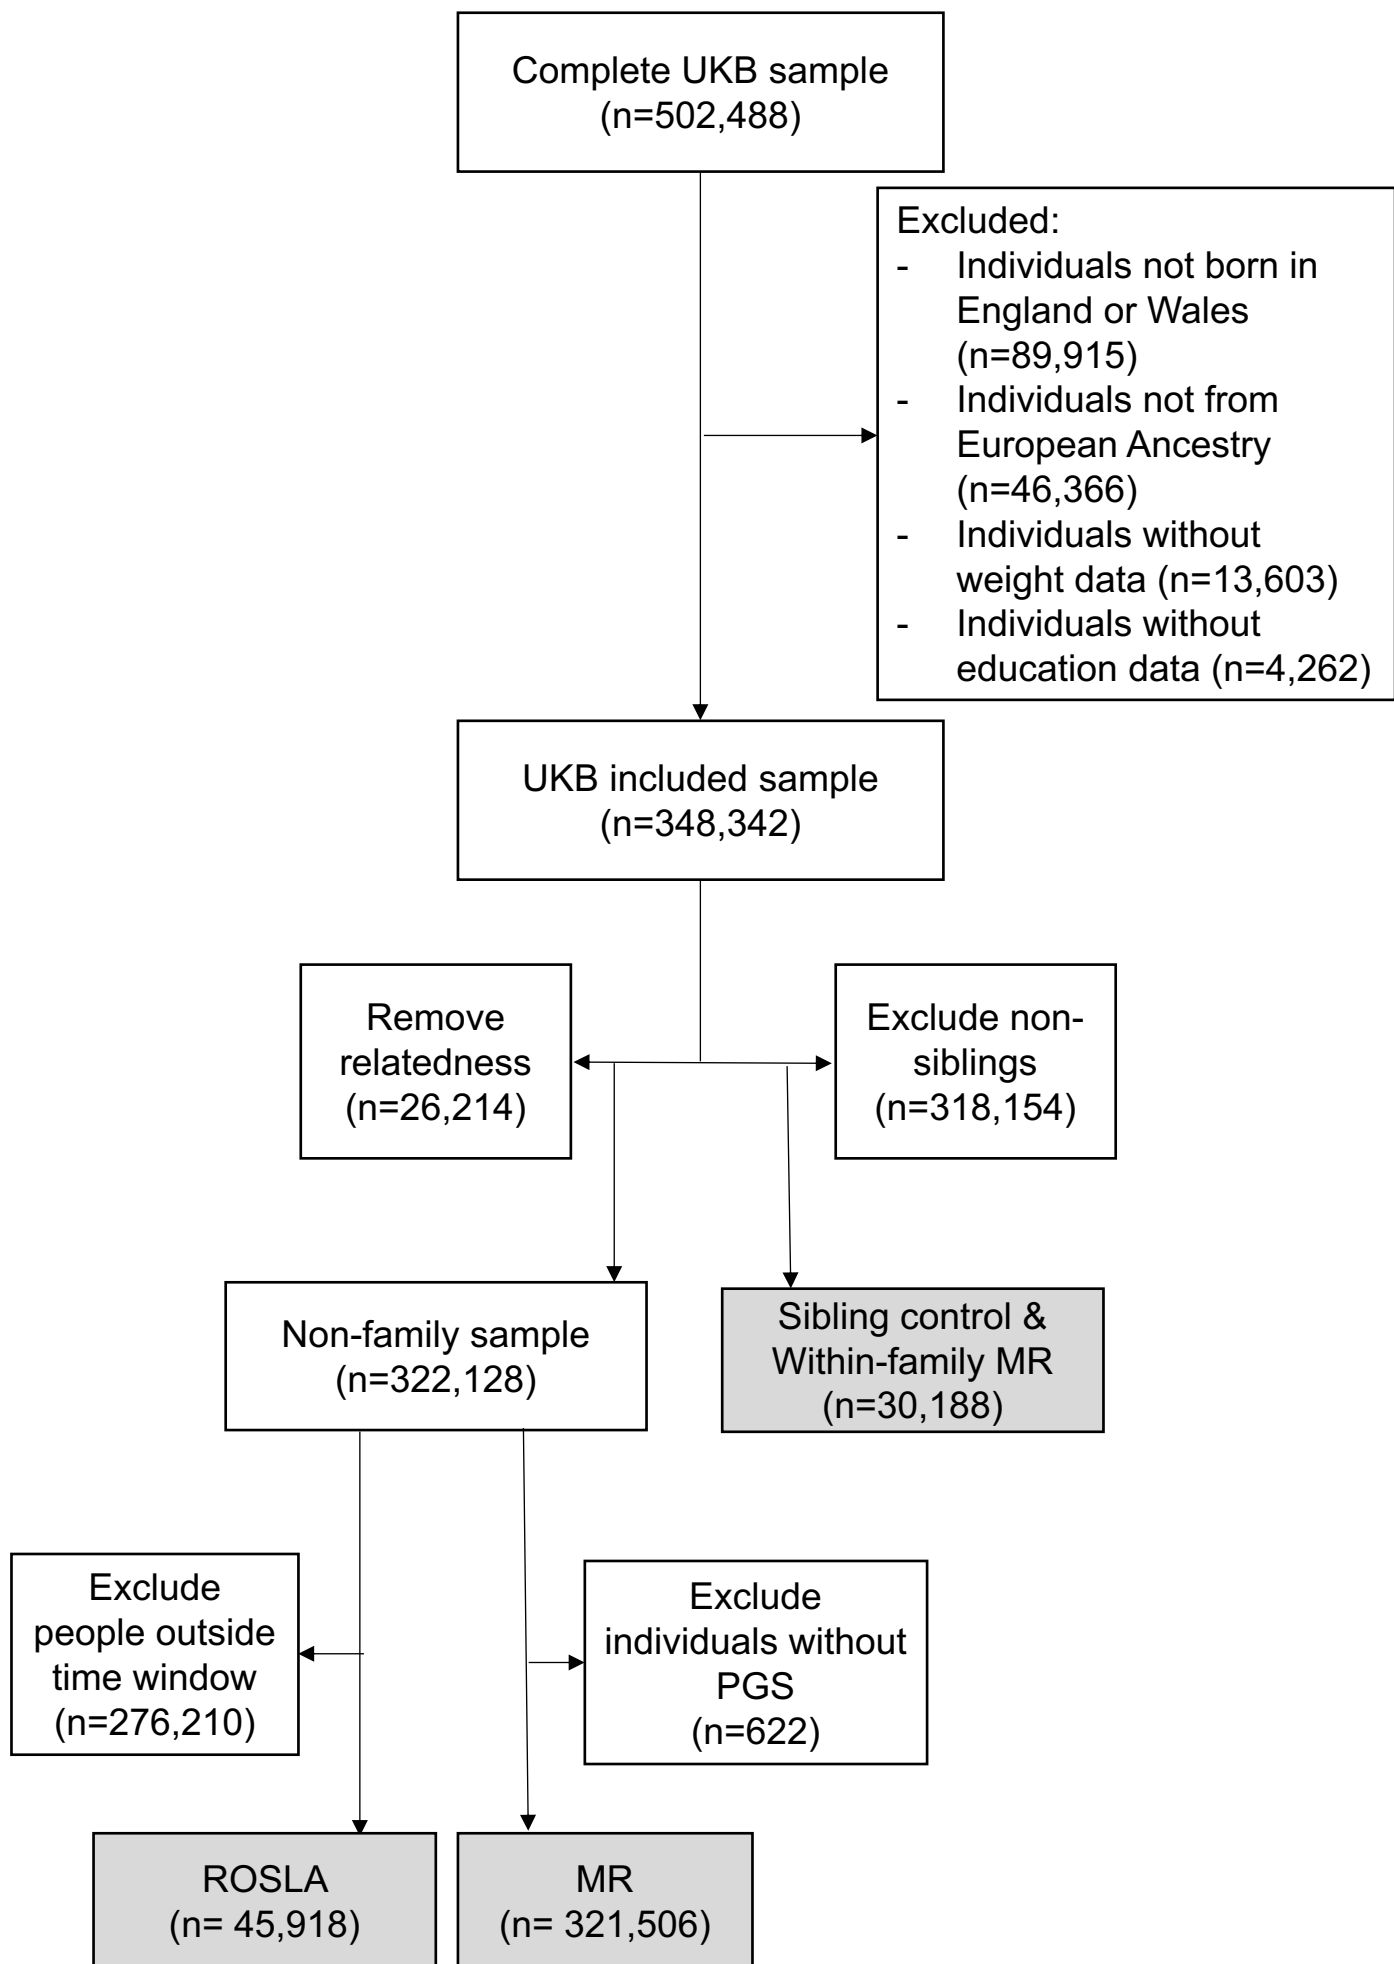 Complete UKB sample
(n=502,488)
Excluded:
- Individuals not born in
England or Wales
(n=89,915)
- Individuals not from
European Ancestry
(n=46,366)
- Individuals without
weight data (n=13,603)
- Individuals without
education data (n=4,262)
UKB included sample
(n=348,342)
Remove
relatedness
(n=26,214)
Exclude non-
siblings
(n=318,154)
Non-family sample
(n=322,128)
Sibling control &
Within-family MR
(n=30,188)
Exclude
people outside
time window
(n=276,210)
Exclude
individuals without
PGS
(n=622)
ROSLA
(n= 45,918)
MR
(n= 321,506)